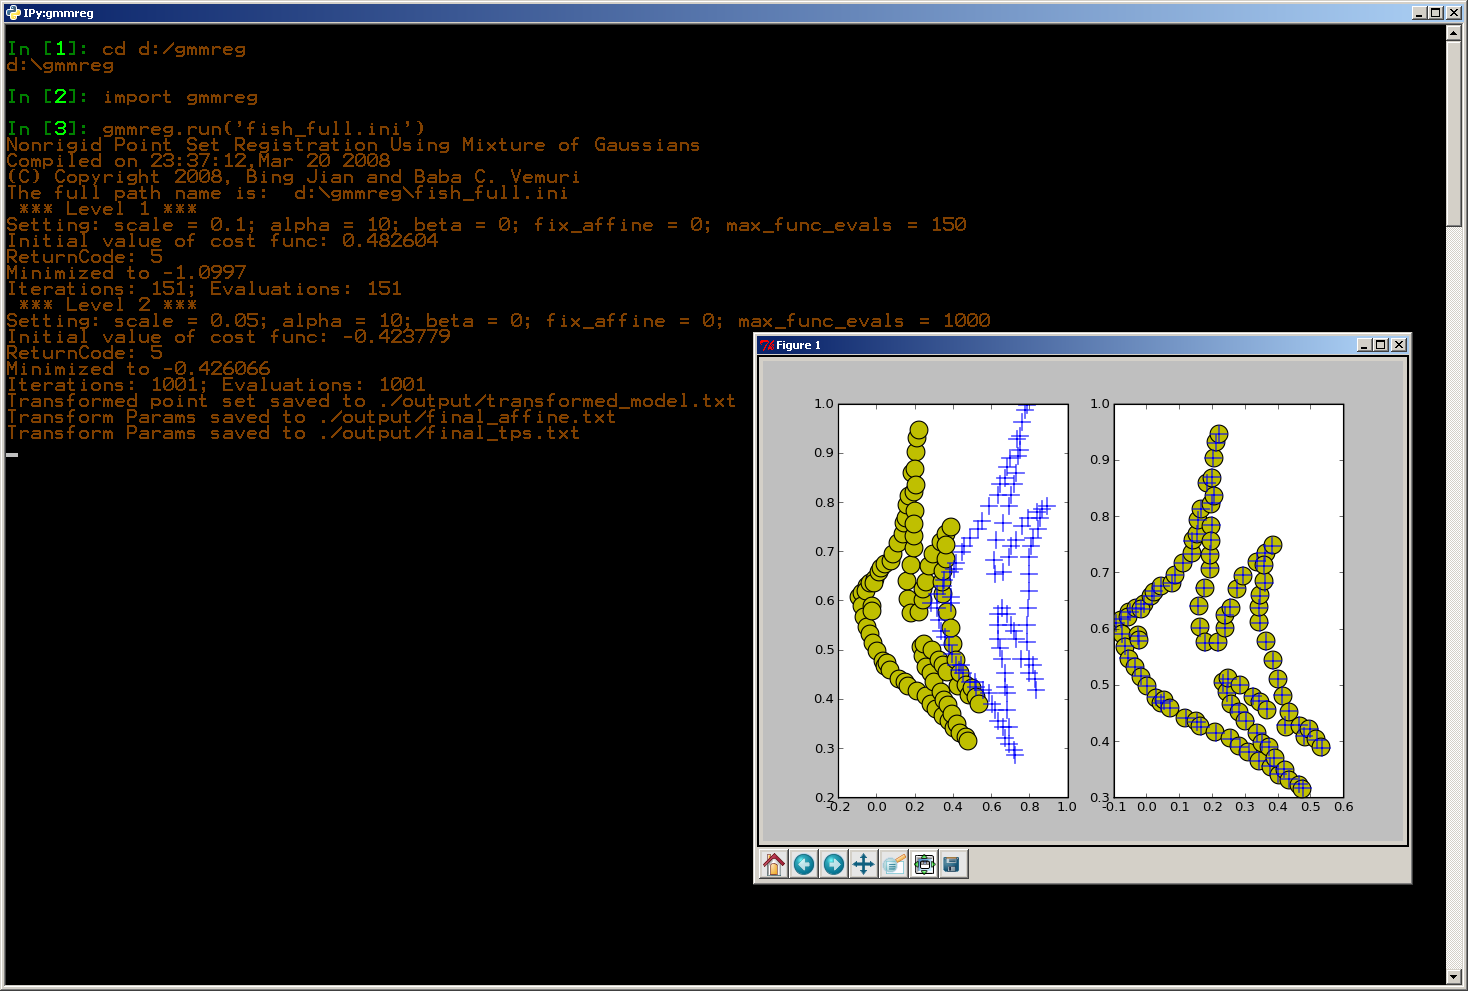 IPy:gmmreg
In [1]: cd d:/gmmreg
d:\gmmreg
In [2]: import gmmreg
In [3]: gmmreg.run('fish_full.ini')
Nonrigid Point Set Registration Using Mixture of Gaussians
Compiled on 23:37:12,Mar 20 2008
(C) Copyright 2008, Bing Jian and Baba C. Vemuri
The full path name is:  d:\gmmreg\fish_full.ini
*** Level 1 ***
Setting: scale = 0.1; alpha = 10; beta = 0; fix_affine = 0; max_func_evals = 150
Initial value of cost func: 0.482604
ReturnCode: 5
Minimized to -1.0997
Iterations: 151; Evaluations: 151
*** Level 2 ***
Setting: scale = 0.05; alpha = 10; beta = 0; fix_affine = 0; max_func_evals = 1000
Initial value of cost func: -0.423779
ReturnCode: 5
Minimized to -0.426066
Iterations: 1001; Evaluations: 1001
Transformed point set saved to ./output/transformed_model.txt
Transform Params saved to ./output/final_affine.txt
Transform Params saved to ./output/final_tps.txt
Figure 1
1.0
0.9
0.8
0.7
0.6
0.5
0.4
0.3
0.2
-0.2 0.0 0.2 0.4 0.6 0.8 1.0
1.0
0.9
0.8
0.7
0.6
0.5
0.4
0.3
-0.1 0.0 0.1 0.2 0.3 0.4 0.5 0.6